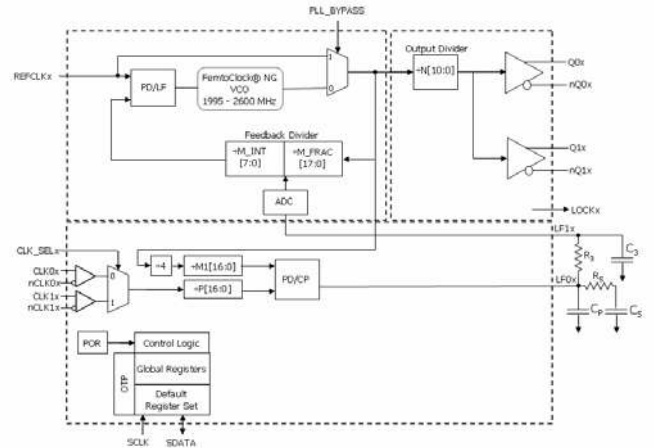 PLL_BYPASS
REFCLKx
PD/LF
FemtoClock® NG
VCO
1995 - 2600 MHz
1
0
Output Divider
÷N[10:0]
Q0x
nQ0x
Q1x
nQ1x
Feedback Divider
÷M_INT
[7:0]
÷M_FRAC
[17:0]
ADC
LOCKx
LF1x
CLK_SELx
CLK0x
nCLK0x
CLK1x
nCLK1x
0
1
÷4
÷M1[16:0]
÷P[16:0]
PD/CP
LF0x
R3
C3
RS
CP
CS
POR
Control Logic
OTP
Global Registers
Default
Register Set
SCLK
SDATA